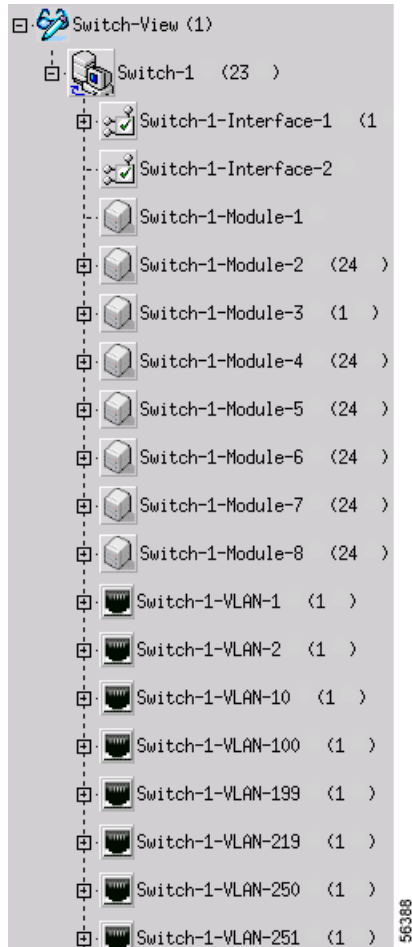 Switch-View (1)
Switch-1 (23 )
Switch-1-Interface-1 (1
Switch-1-Interface-2
Switch-1-Module-1
Switch-1-Module-2 (24 )
Switch-1-Module-3 (1 )
Switch-1-Module-4 (24 )
Switch-1-Module-5 (24 )
Switch-1-Module-6 (24 )
Switch-1-Module-7 (24 )
Switch-1-Module-8 (24 )
Switch-1-VLAN-1 (1 )
Switch-1-VLAN-2 (1 )
Switch-1-VLAN-10 (1 )
Switch-1-VLAN-100 (1 )
Switch-1-VLAN-199 (1 )
Switch-1-VLAN-219 (1 )
Switch-1-VLAN-250 (1 )
Switch-1-VLAN-251 (1 )
56388